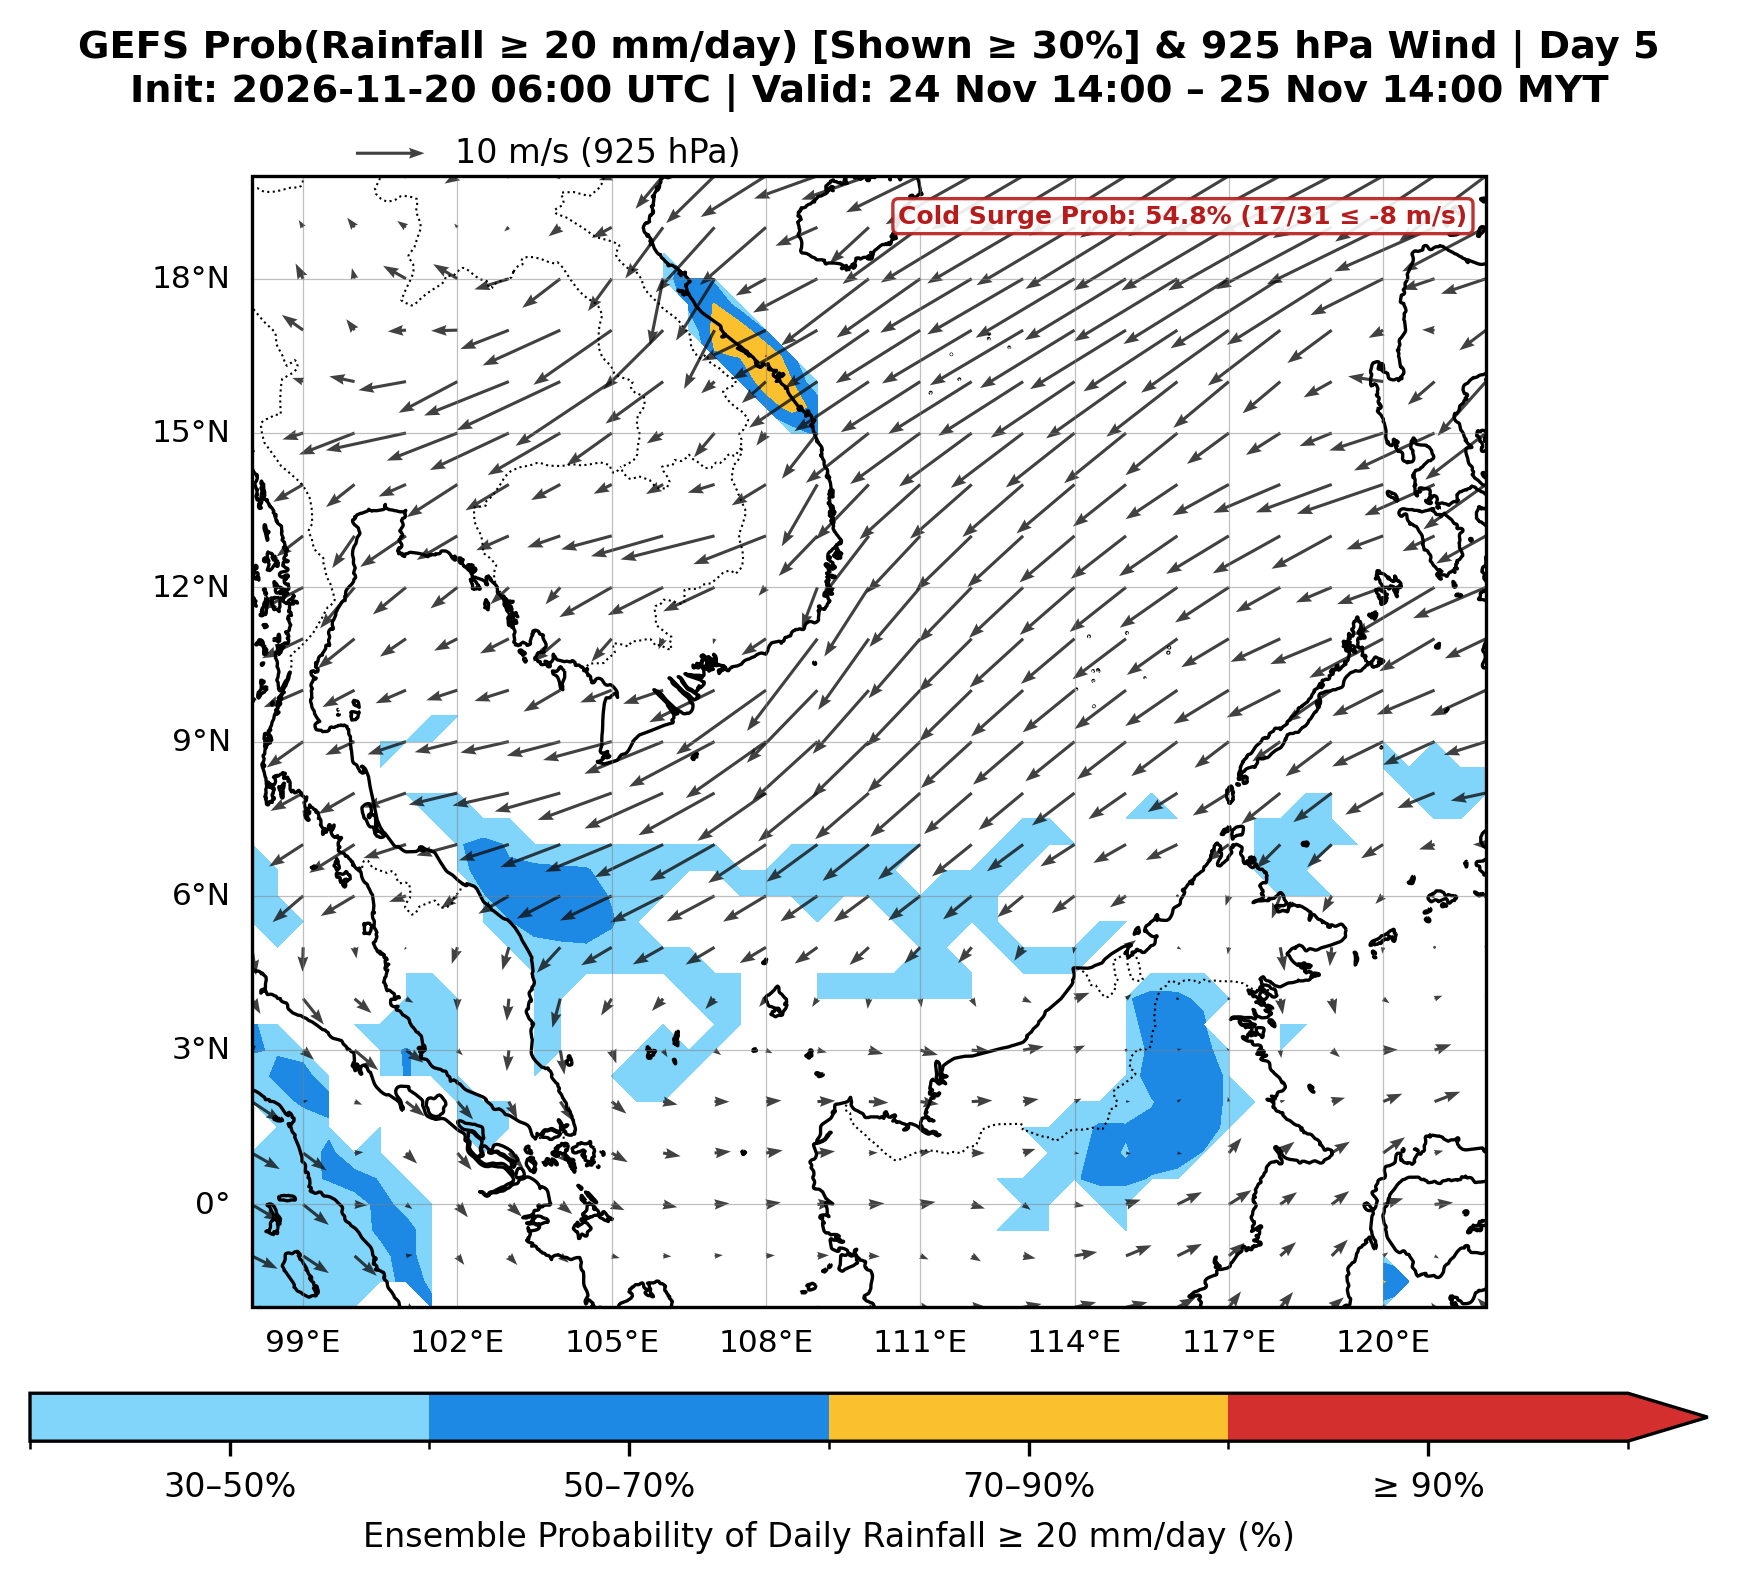 GEFS Prob(Rainfall ≥ 20 mm/day) [Shown ≥ 30%] & 925 hPa Wind | Day 5
Init: 2026-11-20 06:00 UTC | Valid: 24 Nov 14:00 – 25 Nov 14:00 MYT
10 m/s (925 hPa)
Cold Surge Prob: 54.8% (17/31 ≤ -8 m/s)
18°N
15°N
12°N
9°N
6°N
3°N
0°
99°E 102°E 105°E 108°E 111°E 114°E 117°E 120°E
30–50% 50–70% 70–90% ≥ 90%
Ensemble Probability of Daily Rainfall ≥ 20 mm/day (%)